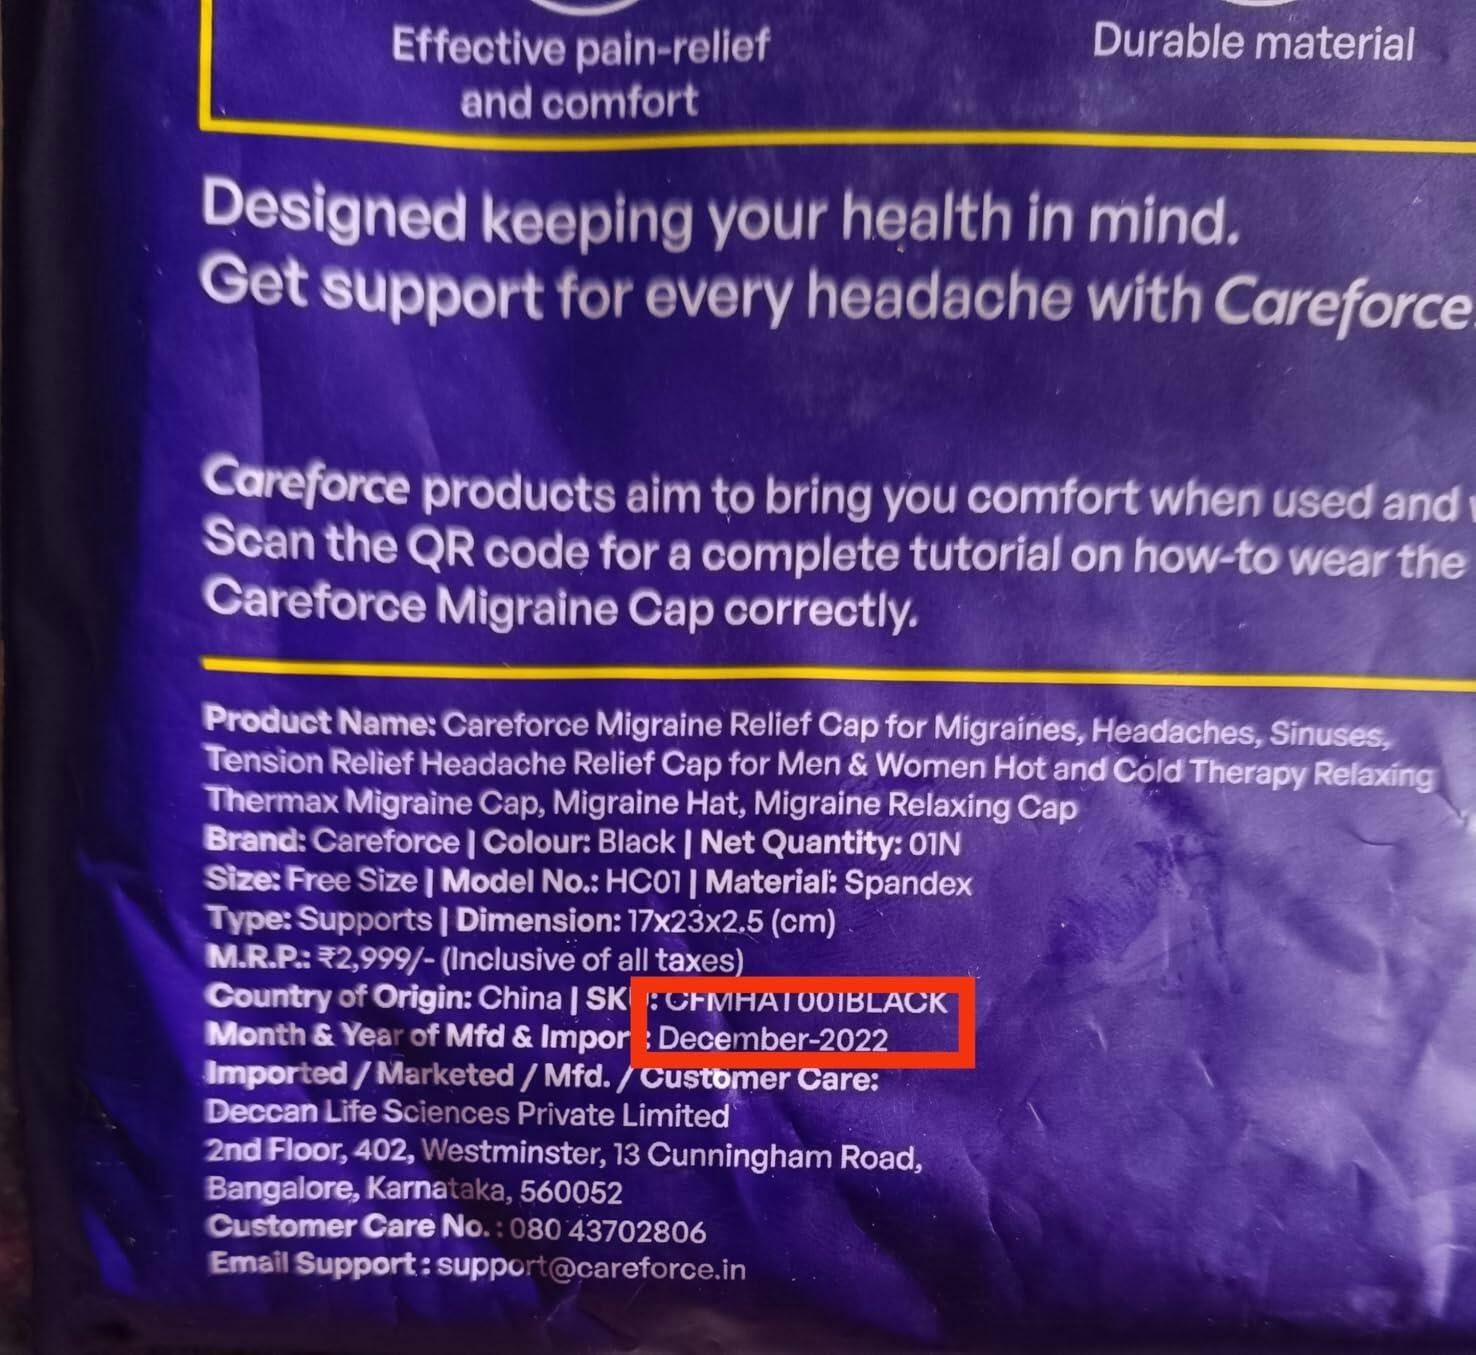 Effective pain-relief
and comfort
Durable material
Designed keeping your health in mind.
Get support for every headache with Careforce
Careforce products aim to bring you comfort when used and
Scan the QR code for a complete tutorial on how-to wear the
Careforce Migraine Cap correctly.
Product Name: Careforce Migraine Relief Cap for Migraines, Headaches, Sinuses,
Tension Relief Headache Relief Cap for Men & Women Hot and Cold Therapy Relaxing
Thermax Migraine Cap, Migraine Hat, Migraine Relaxing Cap
Brand: Careforce | Colour: Black | Net Quantity: 01N
Size: Free Size | Model No.: HC01 | Material: Spandex
Type: Supports | Dimension: 17x23x2.5 (cm)
M.R.P.: ₹2,999/- (Inclusive of all taxes)
Country of Origin: China | SKU: CFMHAT001BLACK
Month & Year of Mfd & Import: December-2022
Imported / Marketed / Mfd. / Customer Care:
Deccan Life Sciences Private Limited
2nd Floor, 402, Westminster, 13 Cunningham Road,
Bangalore, Karnataka, 560052
Customer Care No. : 080 43702806
Email Support : support@careforce.in